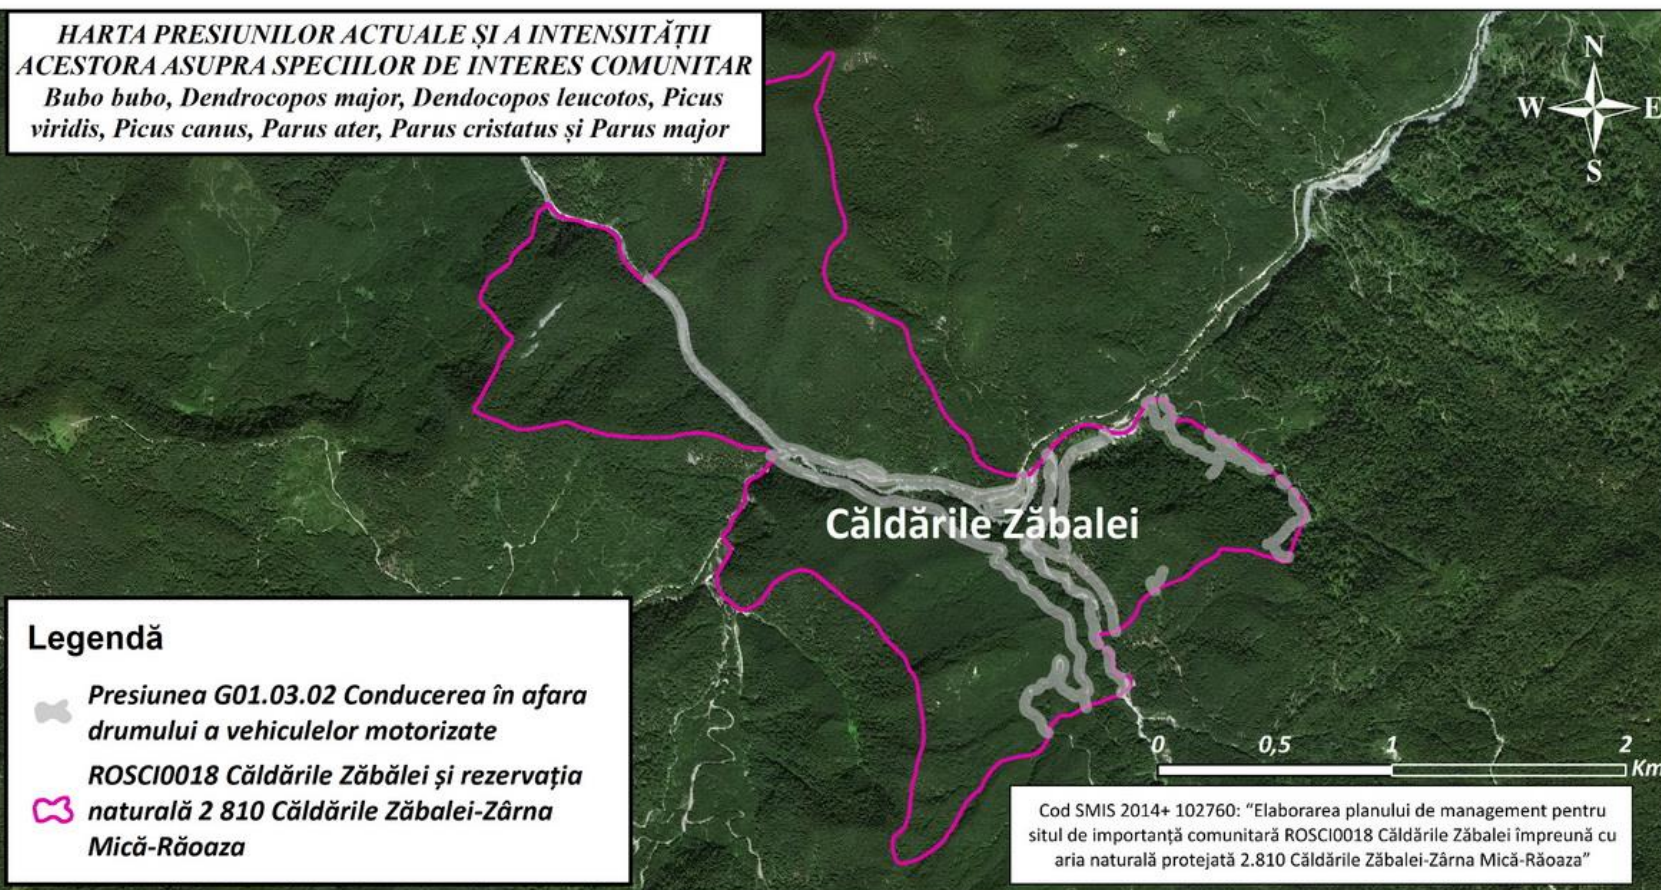 HARTA PRESIUNILOR ACTUALE ȘI A INTENSITĂȚII
ACESTORA ASUPRA SPECIILOR DE INTERES COMUNITAR
Bubo bubo, Dendrocopos major, Dendocopos leucotos, Picus
viridis, Picus canus, Parus ater, Parus cristatus și Parus major
N
W E
S
Căldările Zăbalei
Legendă
Presiunea G01.03.02 Conducerea în afara
drumului a vehiculelor motorizate
ROSCI0018 Căldările Zăbălei și rezervația
naturală 2 810 Căldările Zăbalei-Zârna
Mică-Răoaza
0 0,5 1 2
Km
Cod SMIS 2014+ 102760: “Elaborarea planului de management pentru
situl de importanță comunitară ROSCI0018 Căldările Zăbalei împreună cu
aria naturală protejată 2.810 Căldările Zăbalei-Zârna Mică-Răoaza”